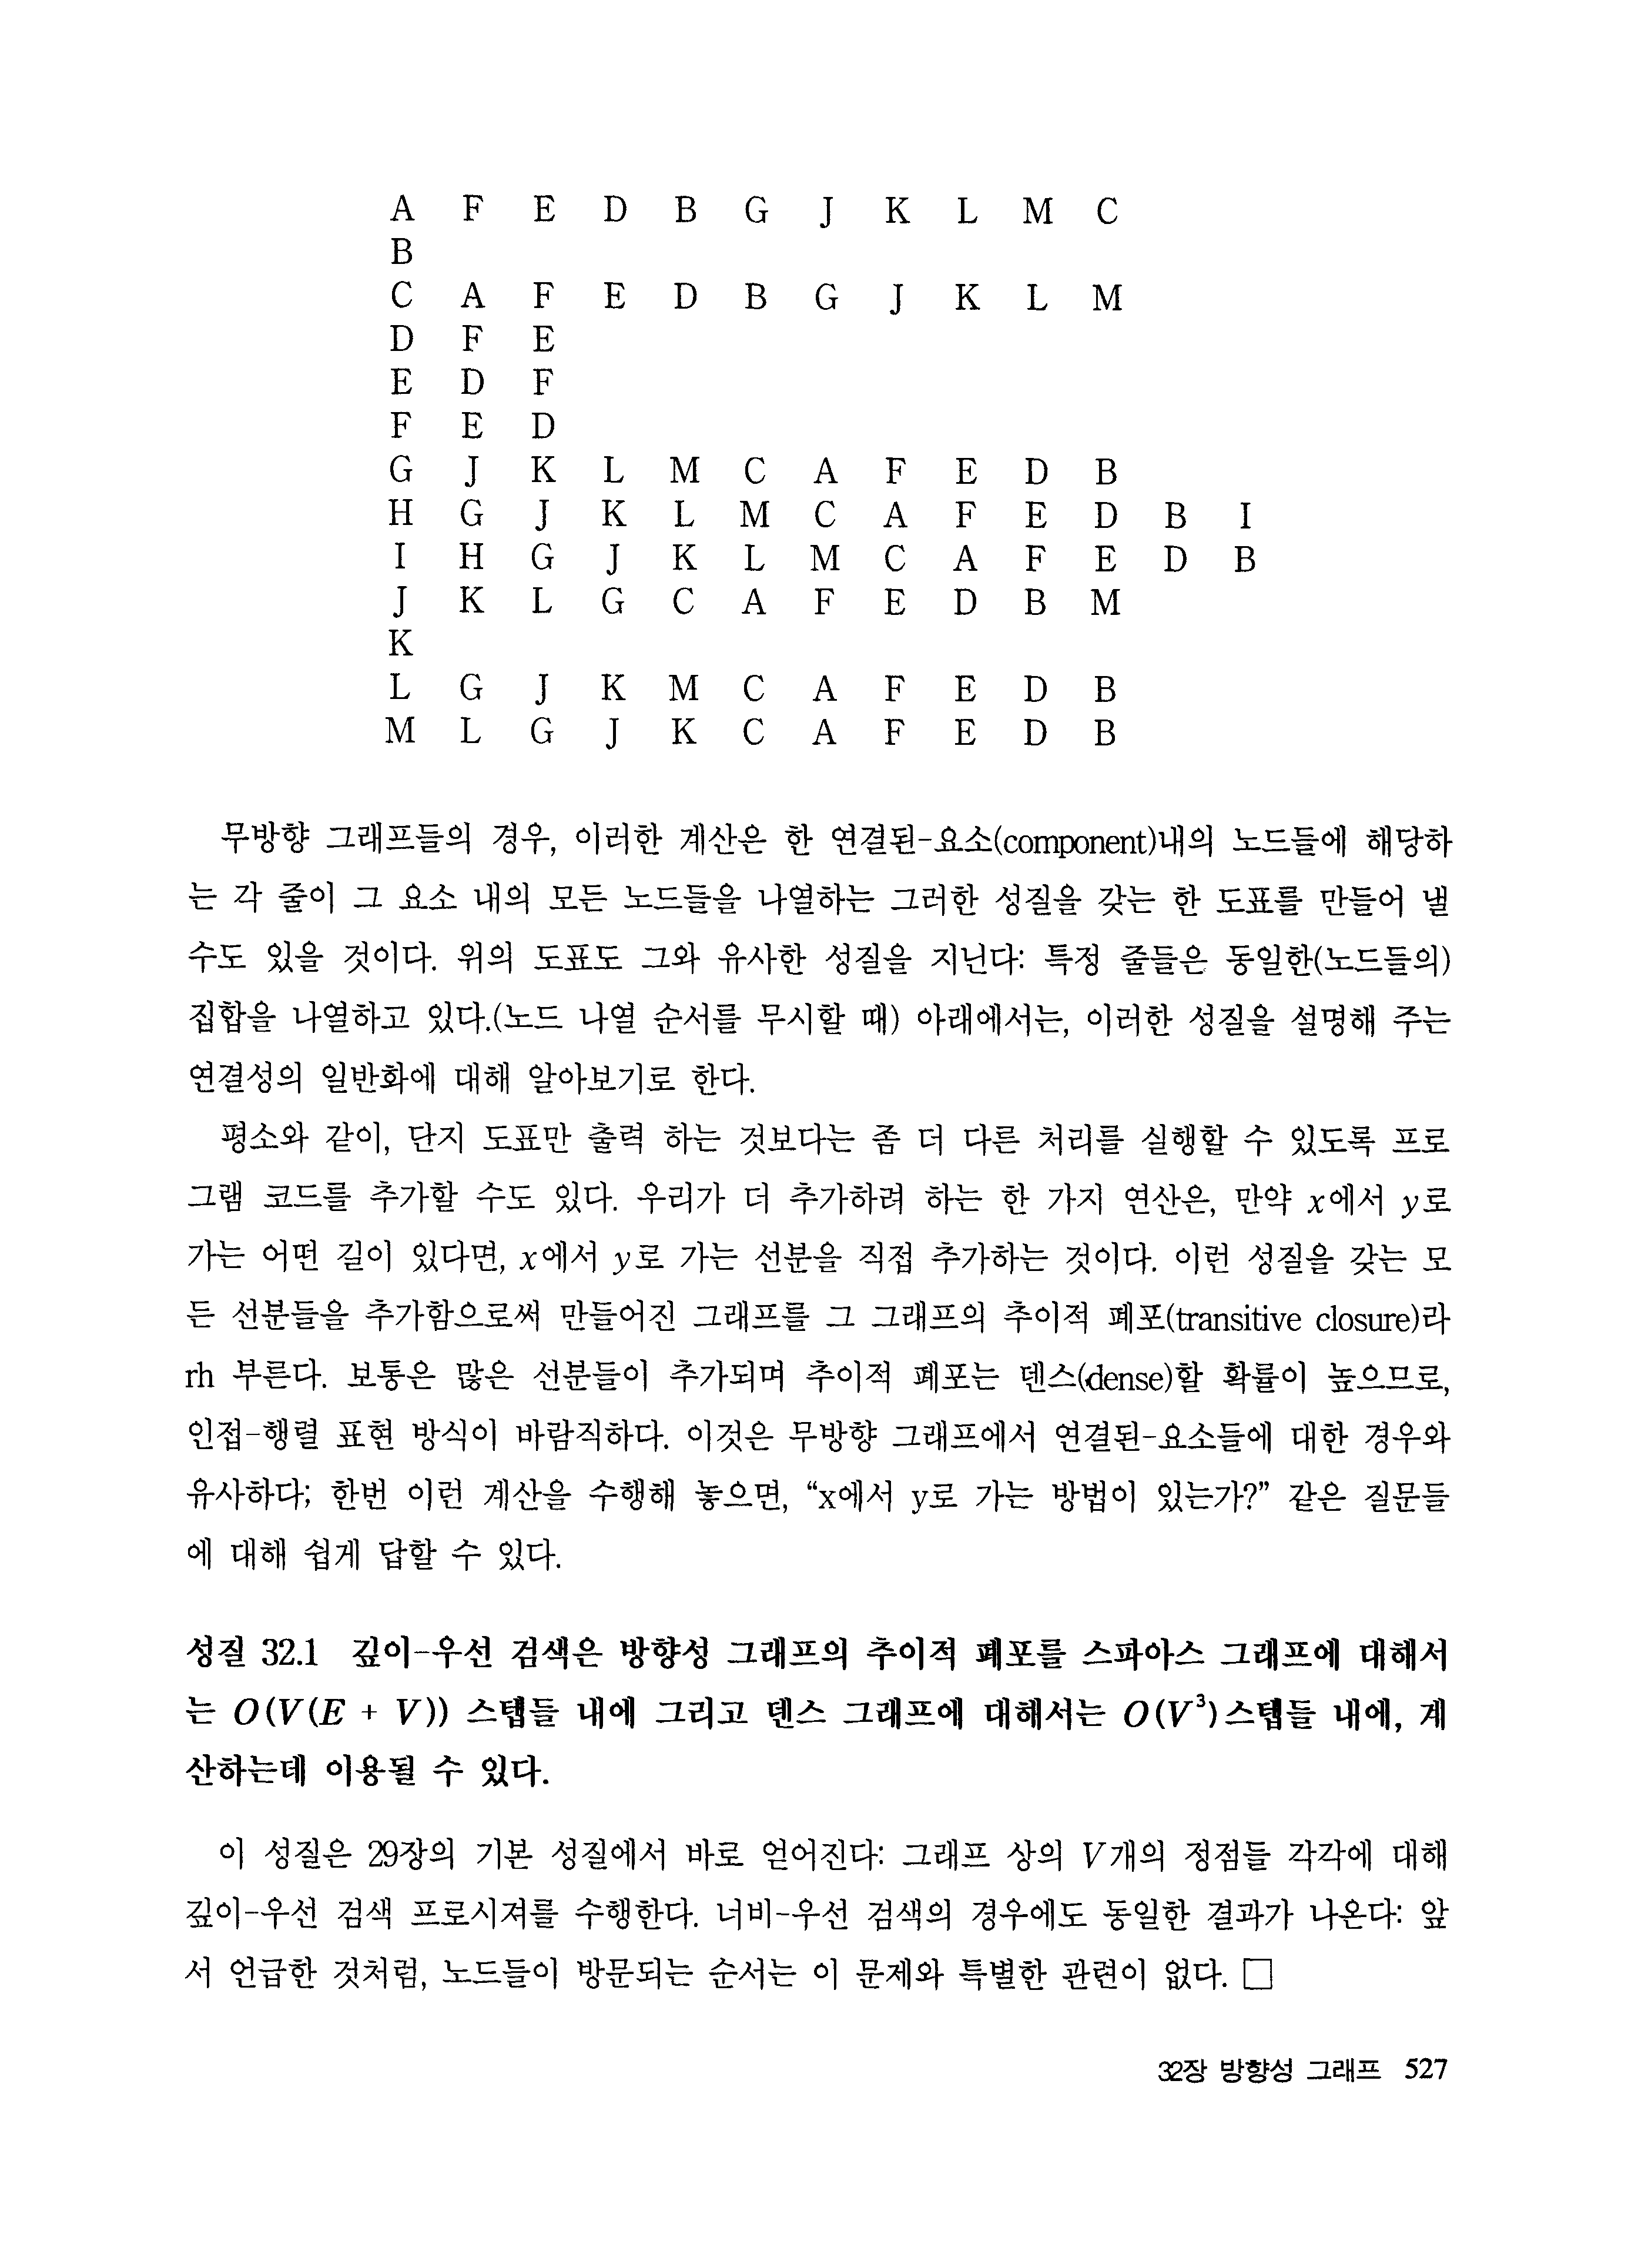 A F E D B G J K L M C
B
C A F E D B G J K L M
D F E
E D F
F E D
G J K L M C A F E D B
H G J K L M C A F E D B I
I H G J K L M C A F E D B
J K L G C A F E D B M
K
L G J K M C A F E D B
M L G J K C A F E D B
무방향 그래프들의 경우, 이러한 계산은 한 연결된-요소(component)내의 노드들에 해당하
는 각 줄이 그 요소 내의 모든 노드들을 나열하는 그러한 성질을 갖는 한 도표를 만들어 낼
수도 있을 것이다. 위의 도표도 그와 유사한 성질을 지닌다: 특정 줄들은 동일한(노드들의)
집합을 나열하고 있다.(노드 나열 순서를 무시할 때) 아래에서는, 이러한 성질을 설명해 주는
연결성의 일반화에 대해 알아보기로 한다.
평소와 같이, 단지 도표만 출력 하는 것보다는 좀 더 다른 처리를 실행할 수 있도록 프로
그램 코드를 추가할 수도 있다. 우리가 더 추가하려 하는 한 가지 연산은, 만약 x에서 y로
가는 어떤 길이 있다면, x에서 y로 가는 선분을 직접 추가하는 것이다. 이런 성질을 갖는 모
든 선분들을 추가함으로써 만들어진 그래프를 그 그래프의 추이적 폐포(transitive closure)라
rh 부른다. 보통은 많은 선분들이 추가되며 추이적 폐포는 덴스(dense)할 확률이 높으므로,
인접-행렬 표현 방식이 바람직하다. 이것은 무방향 그래프에서 연결된-요소들에 대한 경우와
유사하다; 한번 이런 계산을 수행해 놓으면, “x에서 y로 가는 방법이 있는가?” 같은 질문들
에 대해 쉽게 답할 수 있다.
성질 32.1 깊이-우선 검색은 방향성 그래프의 추이적 폐포를 스파아스 그래프에 대해서
는 O(V(E + V)) 스텝들 내에 그리고 덴스 그래프에 대해서는 O(V³)스텝들 내에, 계
산하는데 이용될 수 있다.
이 성질은 29장의 기본 성질에서 바로 얻어진다: 그래프 상의 V개의 정점들 각각에 대해
깊이-우선 검색 프로시져를 수행한다. 너비-우선 검색의 경우에도 동일한 결과가 나온다: 앞
서 언급한 것처럼, 노드들이 방문되는 순서는 이 문제와 특별한 관련이 없다. □
32장 방향성 그래프 527